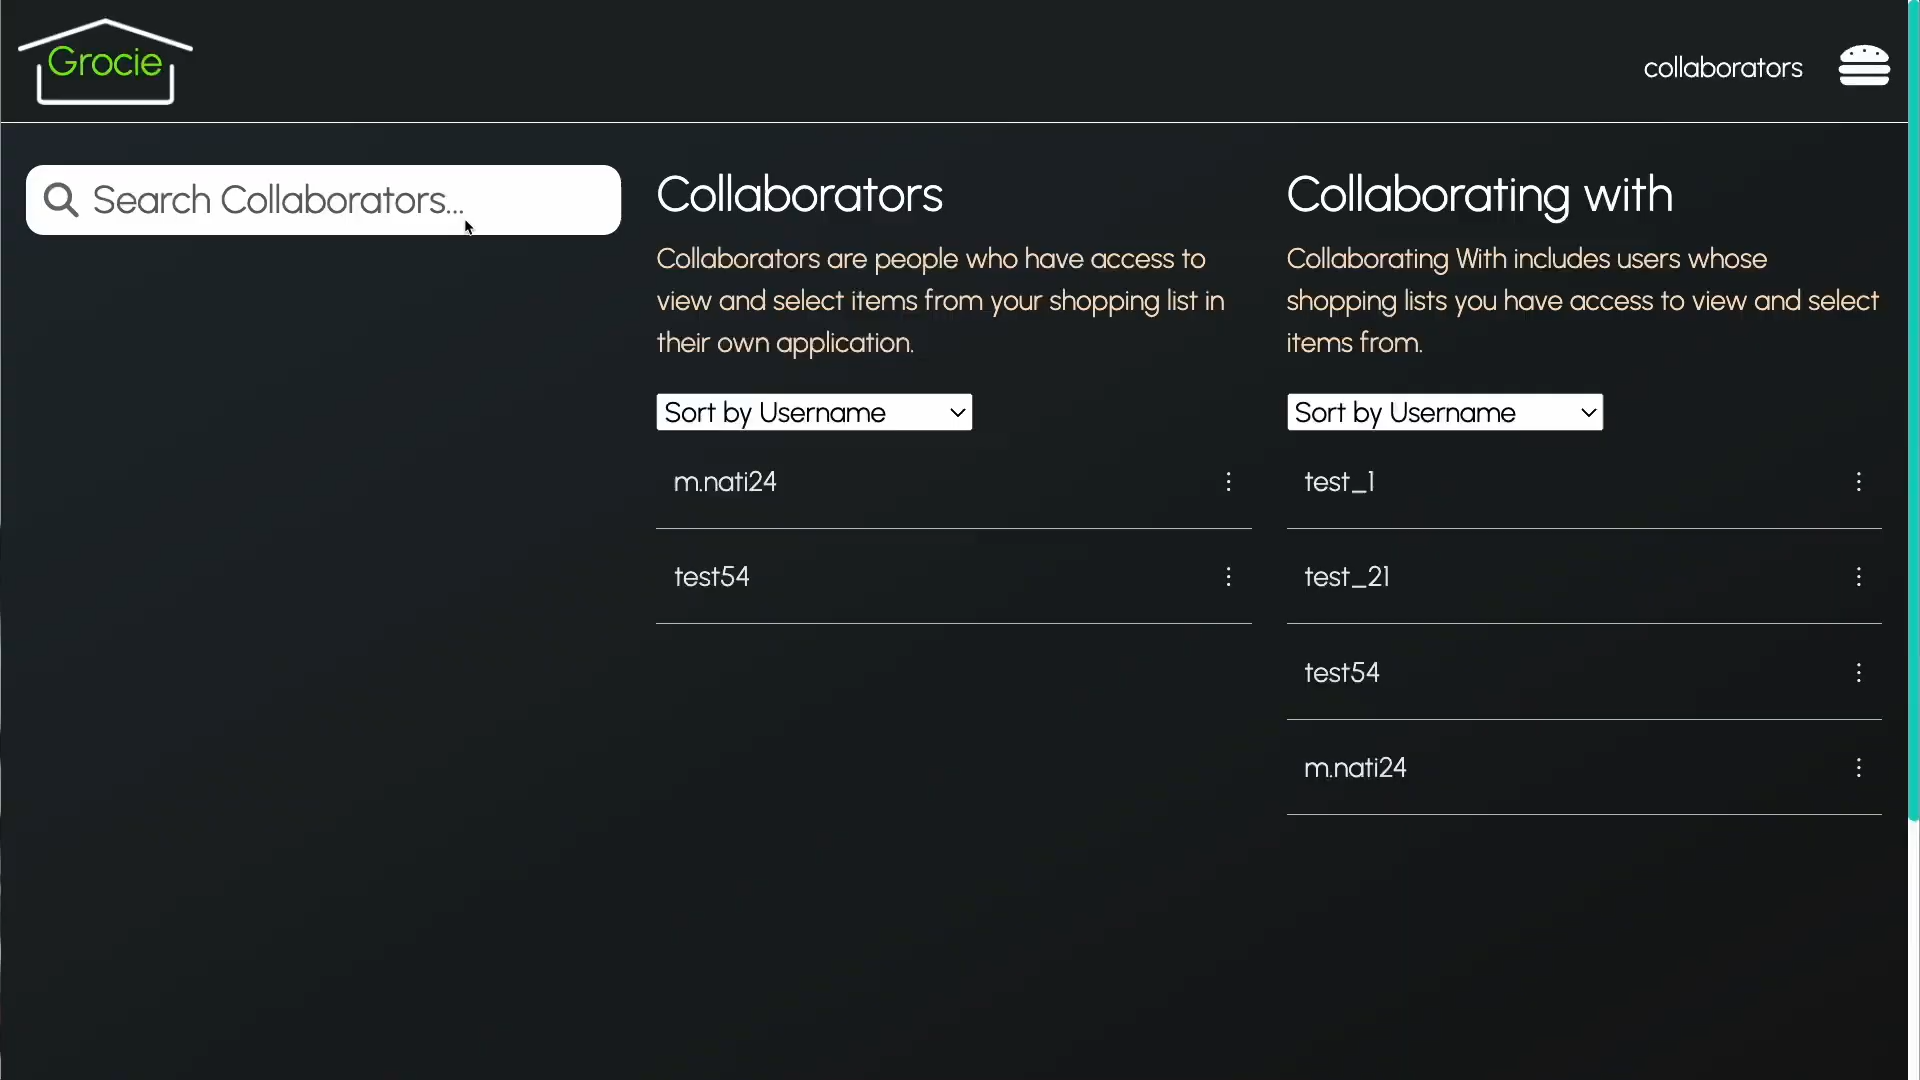 Grocie
collaborators
Search Collaborators...
Collaborators
Collaborators are people who have access to
view and select items from your shopping list in
their own application.
Sort by Username
m.nati24
test54
Collaborating with
Collaborating With includes users whose
shopping lists you have access to view and select
items from.
Sort by Username
test_1
test_21
test54
m.nati24